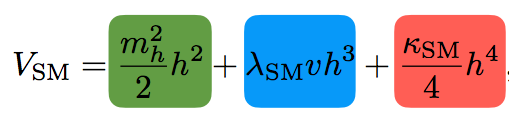 V_SM = m_h^2/2 h^2 + λ_SM v h^3 + κ_SM/4 h^4,